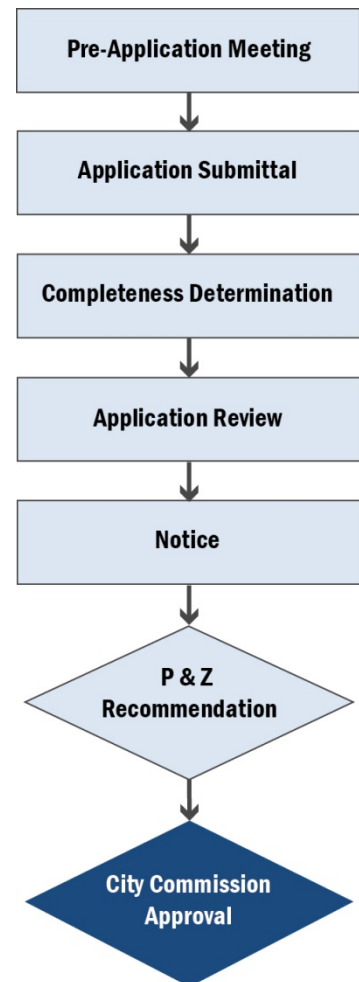 Pre-Application Meeting
Application Submittal
Completeness Determination
Application Review
Notice
P & Z
Recommendation
City Commission
Approval